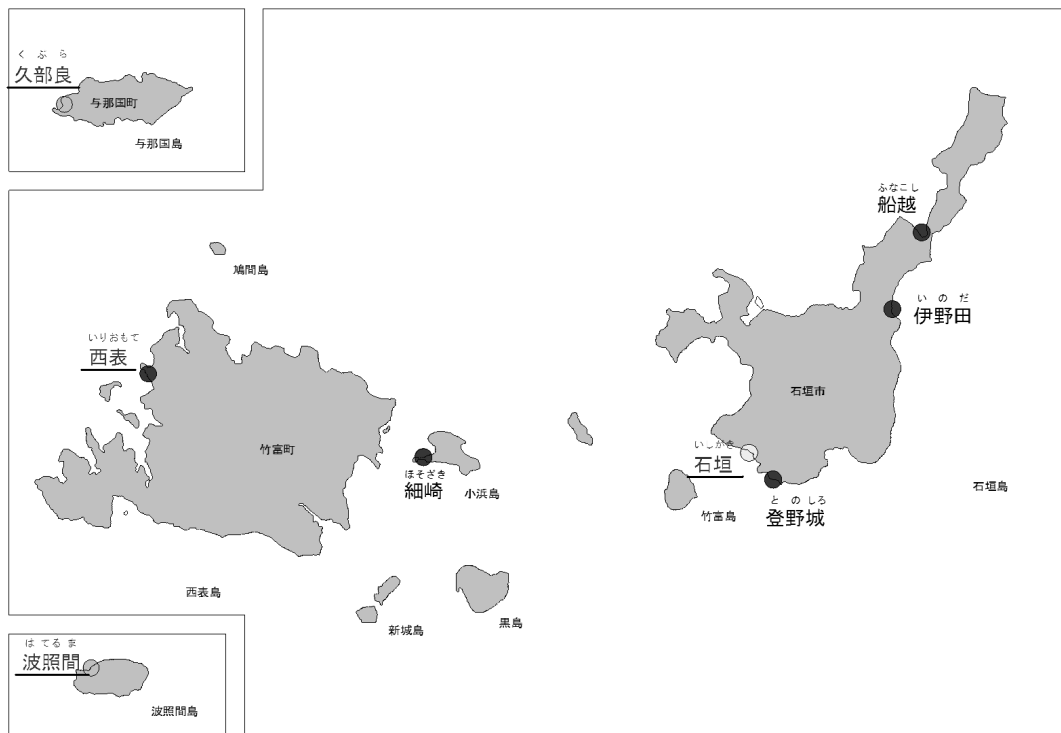 くぶら
久部良
与那国町
与那国島
ふなこし
船越
鳩間島
いのだ
伊野田
いりおもて
西表
石垣市
竹富町
いしがき
石垣
ほそざき
細崎
小浜島
石垣島
竹富島
とのしろ
登野城
西表島
新城島
黒島
はてるま
波照間
波照間島